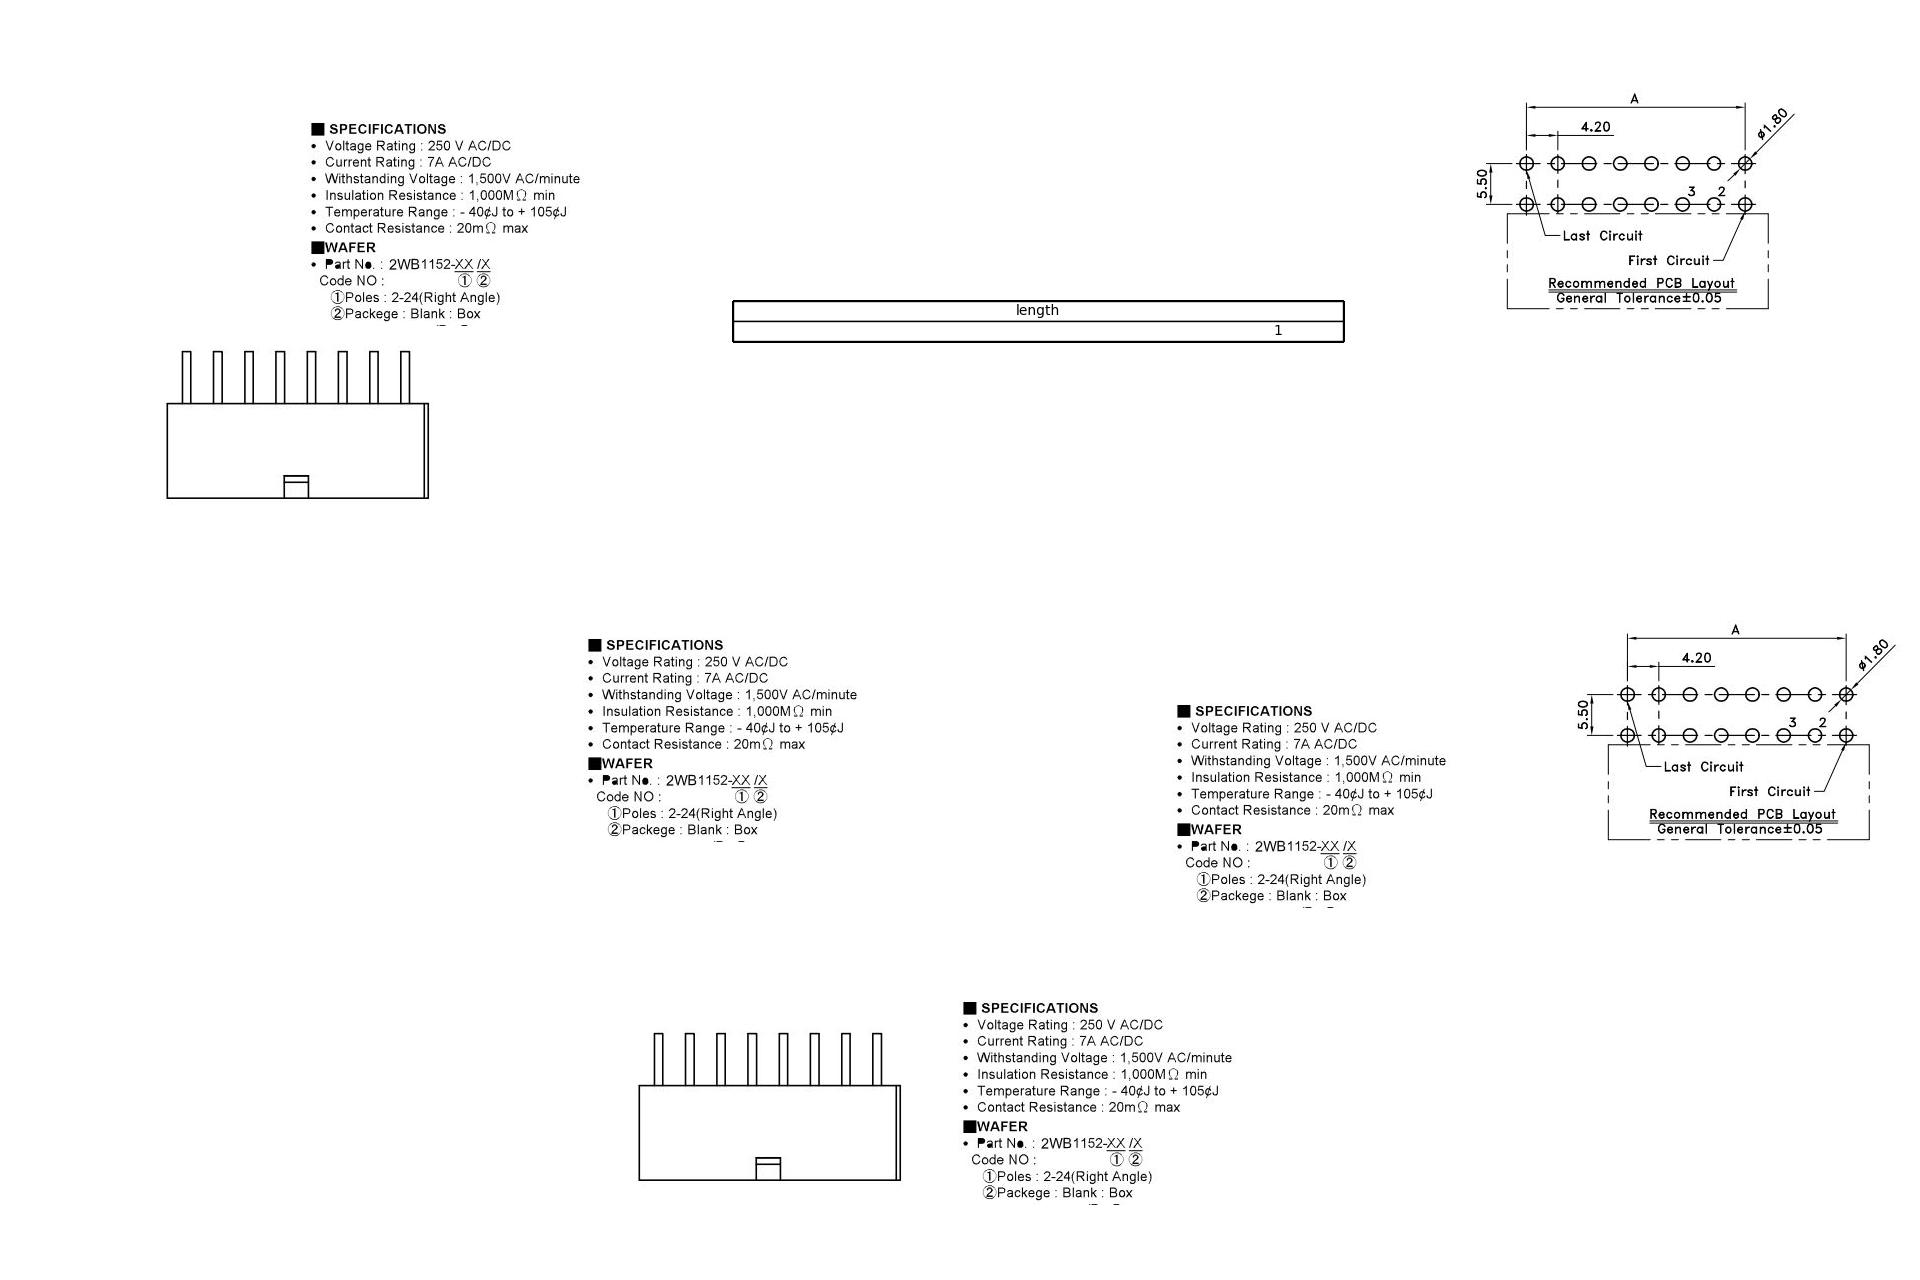 ■ SPECIFICATIONS
• Voltage Rating : 250 V AC/DC
• Current Rating : 7A AC/DC
• Withstanding Voltage : 1,500V AC/minute
• Insulation Resistance : 1,000MΩ min
• Temperature Range : - 40¢J to + 105¢J
• Contact Resistance : 20mΩ max
■WAFER
• Part No. : 2WB1152-XX /X
Code NO : ① ②
①Poles : 2-24(Right Angle)
②Packege : Blank : Box
length
1
A
4.20
ø1.80
5.50
3 2
Last Circuit
First Circuit
Recommended PCB Layout
General Tolerance±0.05
■ SPECIFICATIONS
• Voltage Rating : 250 V AC/DC
• Current Rating : 7A AC/DC
• Withstanding Voltage : 1,500V AC/minute
• Insulation Resistance : 1,000MΩ min
• Temperature Range : - 40¢J to + 105¢J
• Contact Resistance : 20mΩ max
■WAFER
• Part No. : 2WB1152-XX /X
Code NO : ① ②
①Poles : 2-24(Right Angle)
②Packege : Blank : Box
■ SPECIFICATIONS
• Voltage Rating : 250 V AC/DC
• Current Rating : 7A AC/DC
• Withstanding Voltage : 1,500V AC/minute
• Insulation Resistance : 1,000MΩ min
• Temperature Range : - 40¢J to + 105¢J
• Contact Resistance : 20mΩ max
■WAFER
• Part No. : 2WB1152-XX /X
Code NO : ① ②
①Poles : 2-24(Right Angle)
②Packege : Blank : Box
A
4.20
ø1.80
5.50
3 2
Last Circuit
First Circuit
Recommended PCB Layout
General Tolerance±0.05
■ SPECIFICATIONS
• Voltage Rating : 250 V AC/DC
• Current Rating : 7A AC/DC
• Withstanding Voltage : 1,500V AC/minute
• Insulation Resistance : 1,000MΩ min
• Temperature Range : - 40¢J to + 105¢J
• Contact Resistance : 20mΩ max
■WAFER
• Part No. : 2WB1152-XX /X
Code NO : ① ②
①Poles : 2-24(Right Angle)
②Packege : Blank : Box